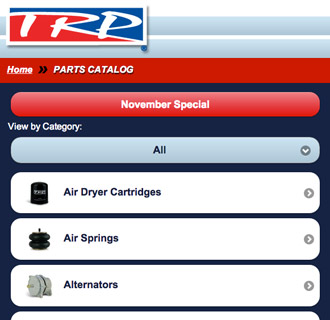 TRP
Home » PARTS CATALOG
November Special
View by Category:
All
Air Dryer Cartridges
Air Springs
Alternators